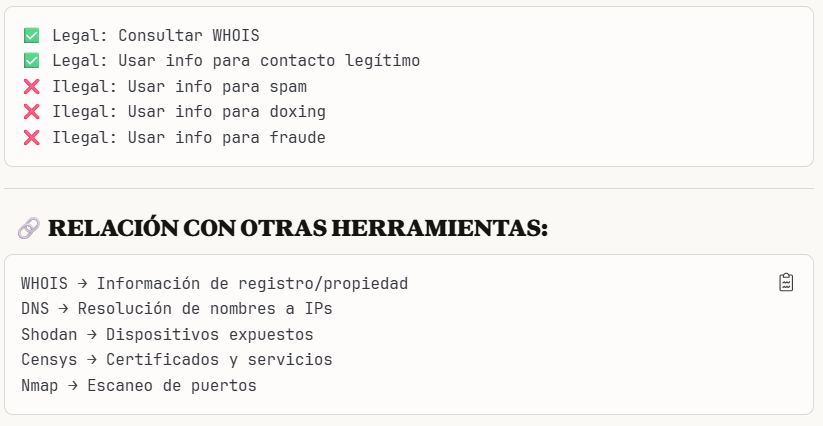 ✅ Legal: Consultar WHOIS
✅ Legal: Usar info para contacto legítimo
❌ Ilegal: Usar info para spam
❌ Ilegal: Usar info para doxing
❌ Ilegal: Usar info para fraude
🔗 RELACIÓN CON OTRAS HERRAMIENTAS:
WHOIS → Información de registro/propiedad
DNS → Resolución de nombres a IPs
Shodan → Dispositivos expuestos
Censys → Certificados y servicios
Nmap → Escaneo de puertos